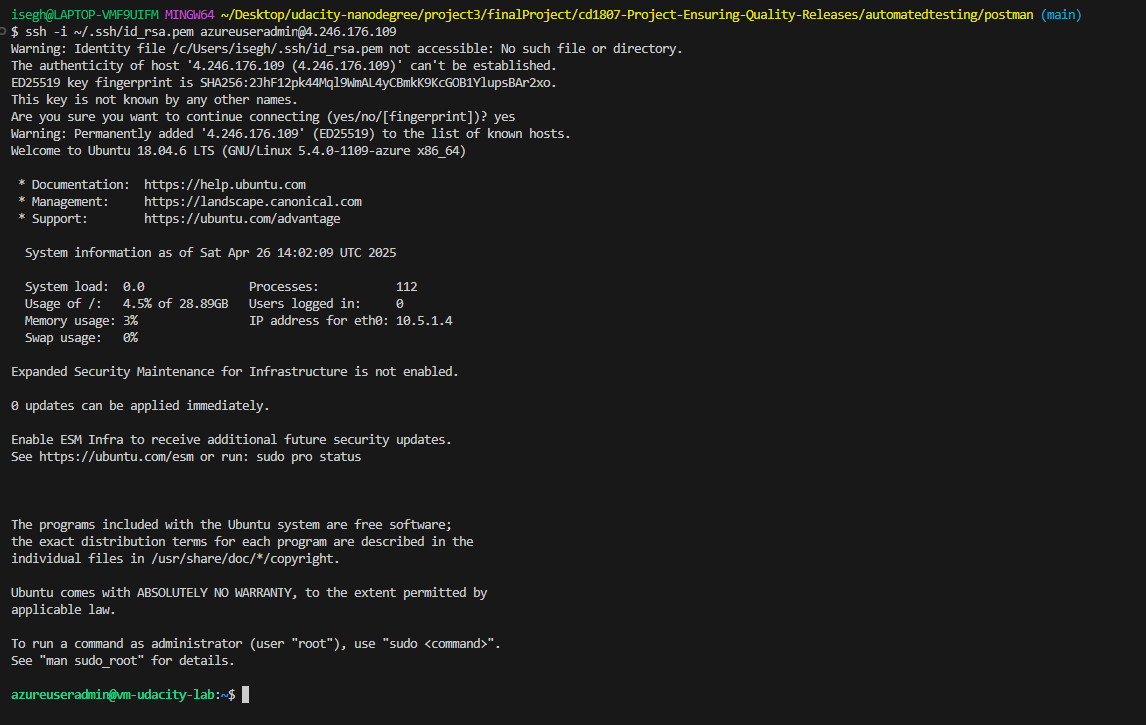 isegh@LAPTOP-VMF9UIFM MINGW64 ~/Desktop/udacity-nanodegree/project3/finalProject/cd1807-Project-Ensuring-Quality-Releases/automatedtesting/postman (main)
$ ssh -i ~/.ssh/id_rsa.pem azureuseradmin@4.246.176.109
Warning: Identity file /c/Users/isegh/.ssh/id_rsa.pem not accessible: No such file or directory.
The authenticity of host '4.246.176.109 (4.246.176.109)' can't be established.
ED25519 key fingerprint is SHA256:2JhF12pk44Mql9WmAL4yCBmkK9KcGOB1YlupsBAr2xo.
This key is not known by any other names.
Are you sure you want to continue connecting (yes/no/[fingerprint])? yes
Warning: Permanently added '4.246.176.109' (ED25519) to the list of known hosts.
Welcome to Ubuntu 18.04.6 LTS (GNU/Linux 5.4.0-1109-azure x86_64)
* Documentation:  https://help.ubuntu.com
* Management:     https://landscape.canonical.com
* Support:        https://ubuntu.com/advantage
System information as of Sat Apr 26 14:02:09 UTC 2025
System load:  0.0               Processes:           112
Usage of /:   4.5% of 28.89GB   Users logged in:     0
Memory usage: 3%                IP address for eth0: 10.5.1.4
Swap usage:   0%
Expanded Security Maintenance for Infrastructure is not enabled.
0 updates can be applied immediately.
Enable ESM Infra to receive additional future security updates.
See https://ubuntu.com/esm or run: sudo pro status
The programs included with the Ubuntu system are free software;
the exact distribution terms for each program are described in the
individual files in /usr/share/doc/*/copyright.
Ubuntu comes with ABSOLUTELY NO WARRANTY, to the extent permitted by
applicable law.
To run a command as administrator (user "root"), use "sudo <command>".
See "man sudo_root" for details.
azureuseradmin@vm-udacity-lab:~$